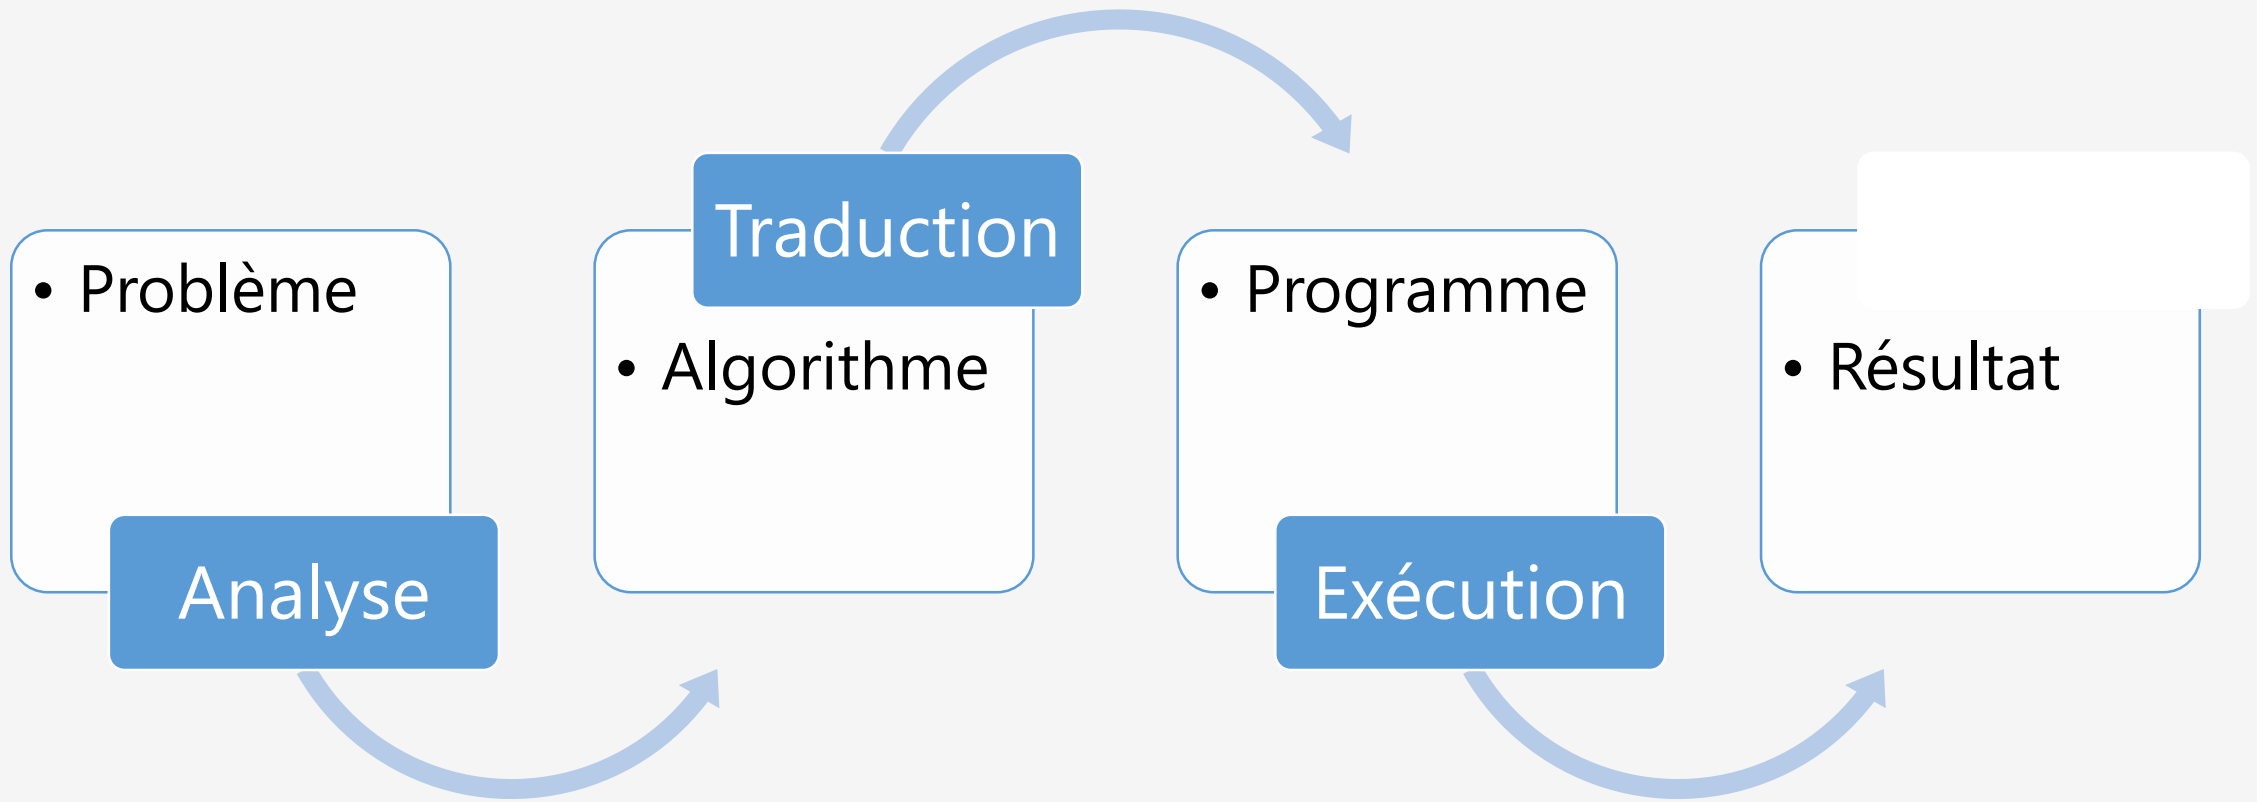 • Problème
Analyse
Traduction
• Algorithme
• Programme
Exécution
• Résultat